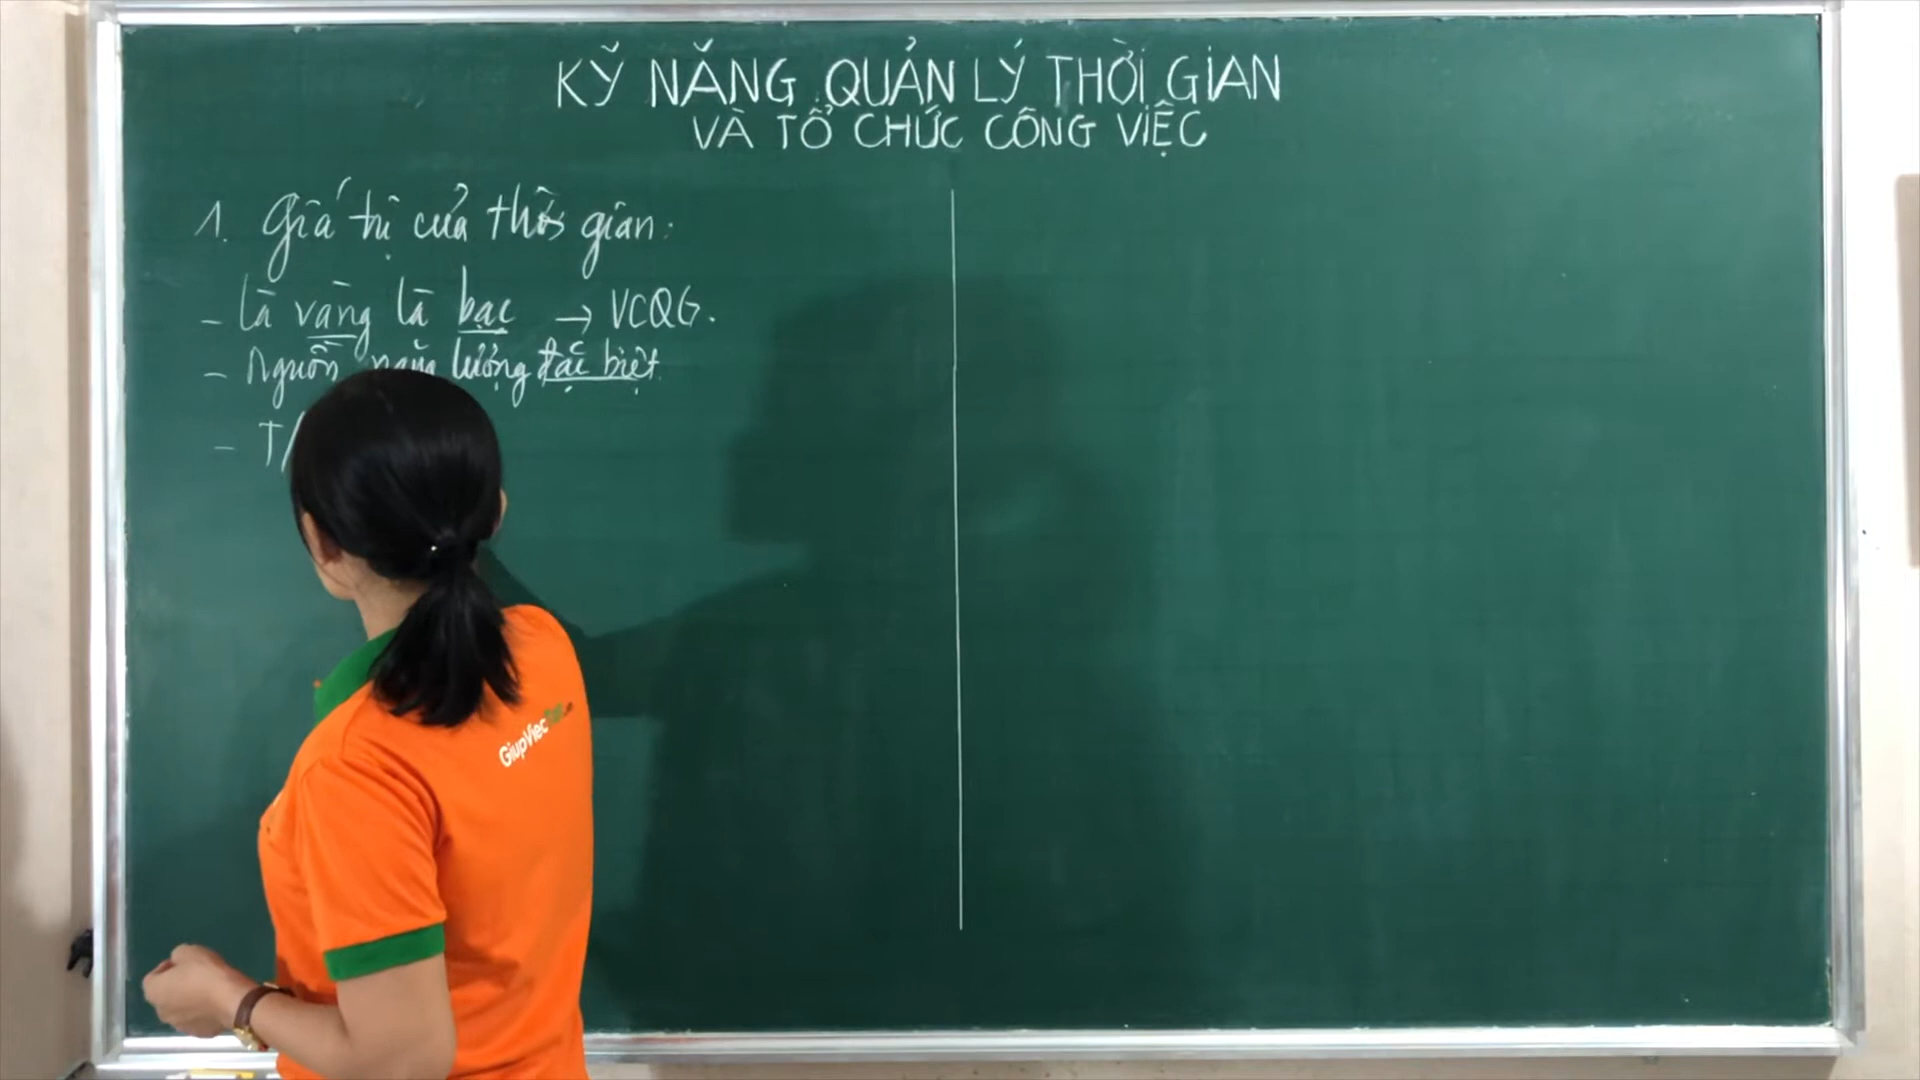 KỸ NĂNG QUẢN LÝ THỜI GIAN
VÀ TỔ CHỨC CÔNG VIỆC
1. Giá trị của thời gian:
- Là vàng là bạc → VCQG.
- Nguồn năng lượng đặc biệt.
- T/
GiupViec